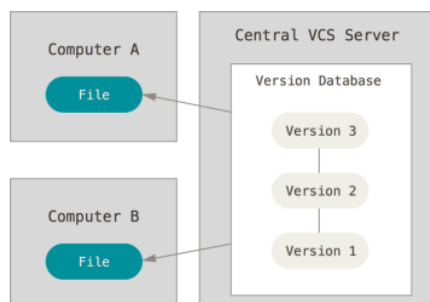 Computer A
File
Computer B
File
Central VCS Server
Version Database
Version 3
Version 2
Version 1